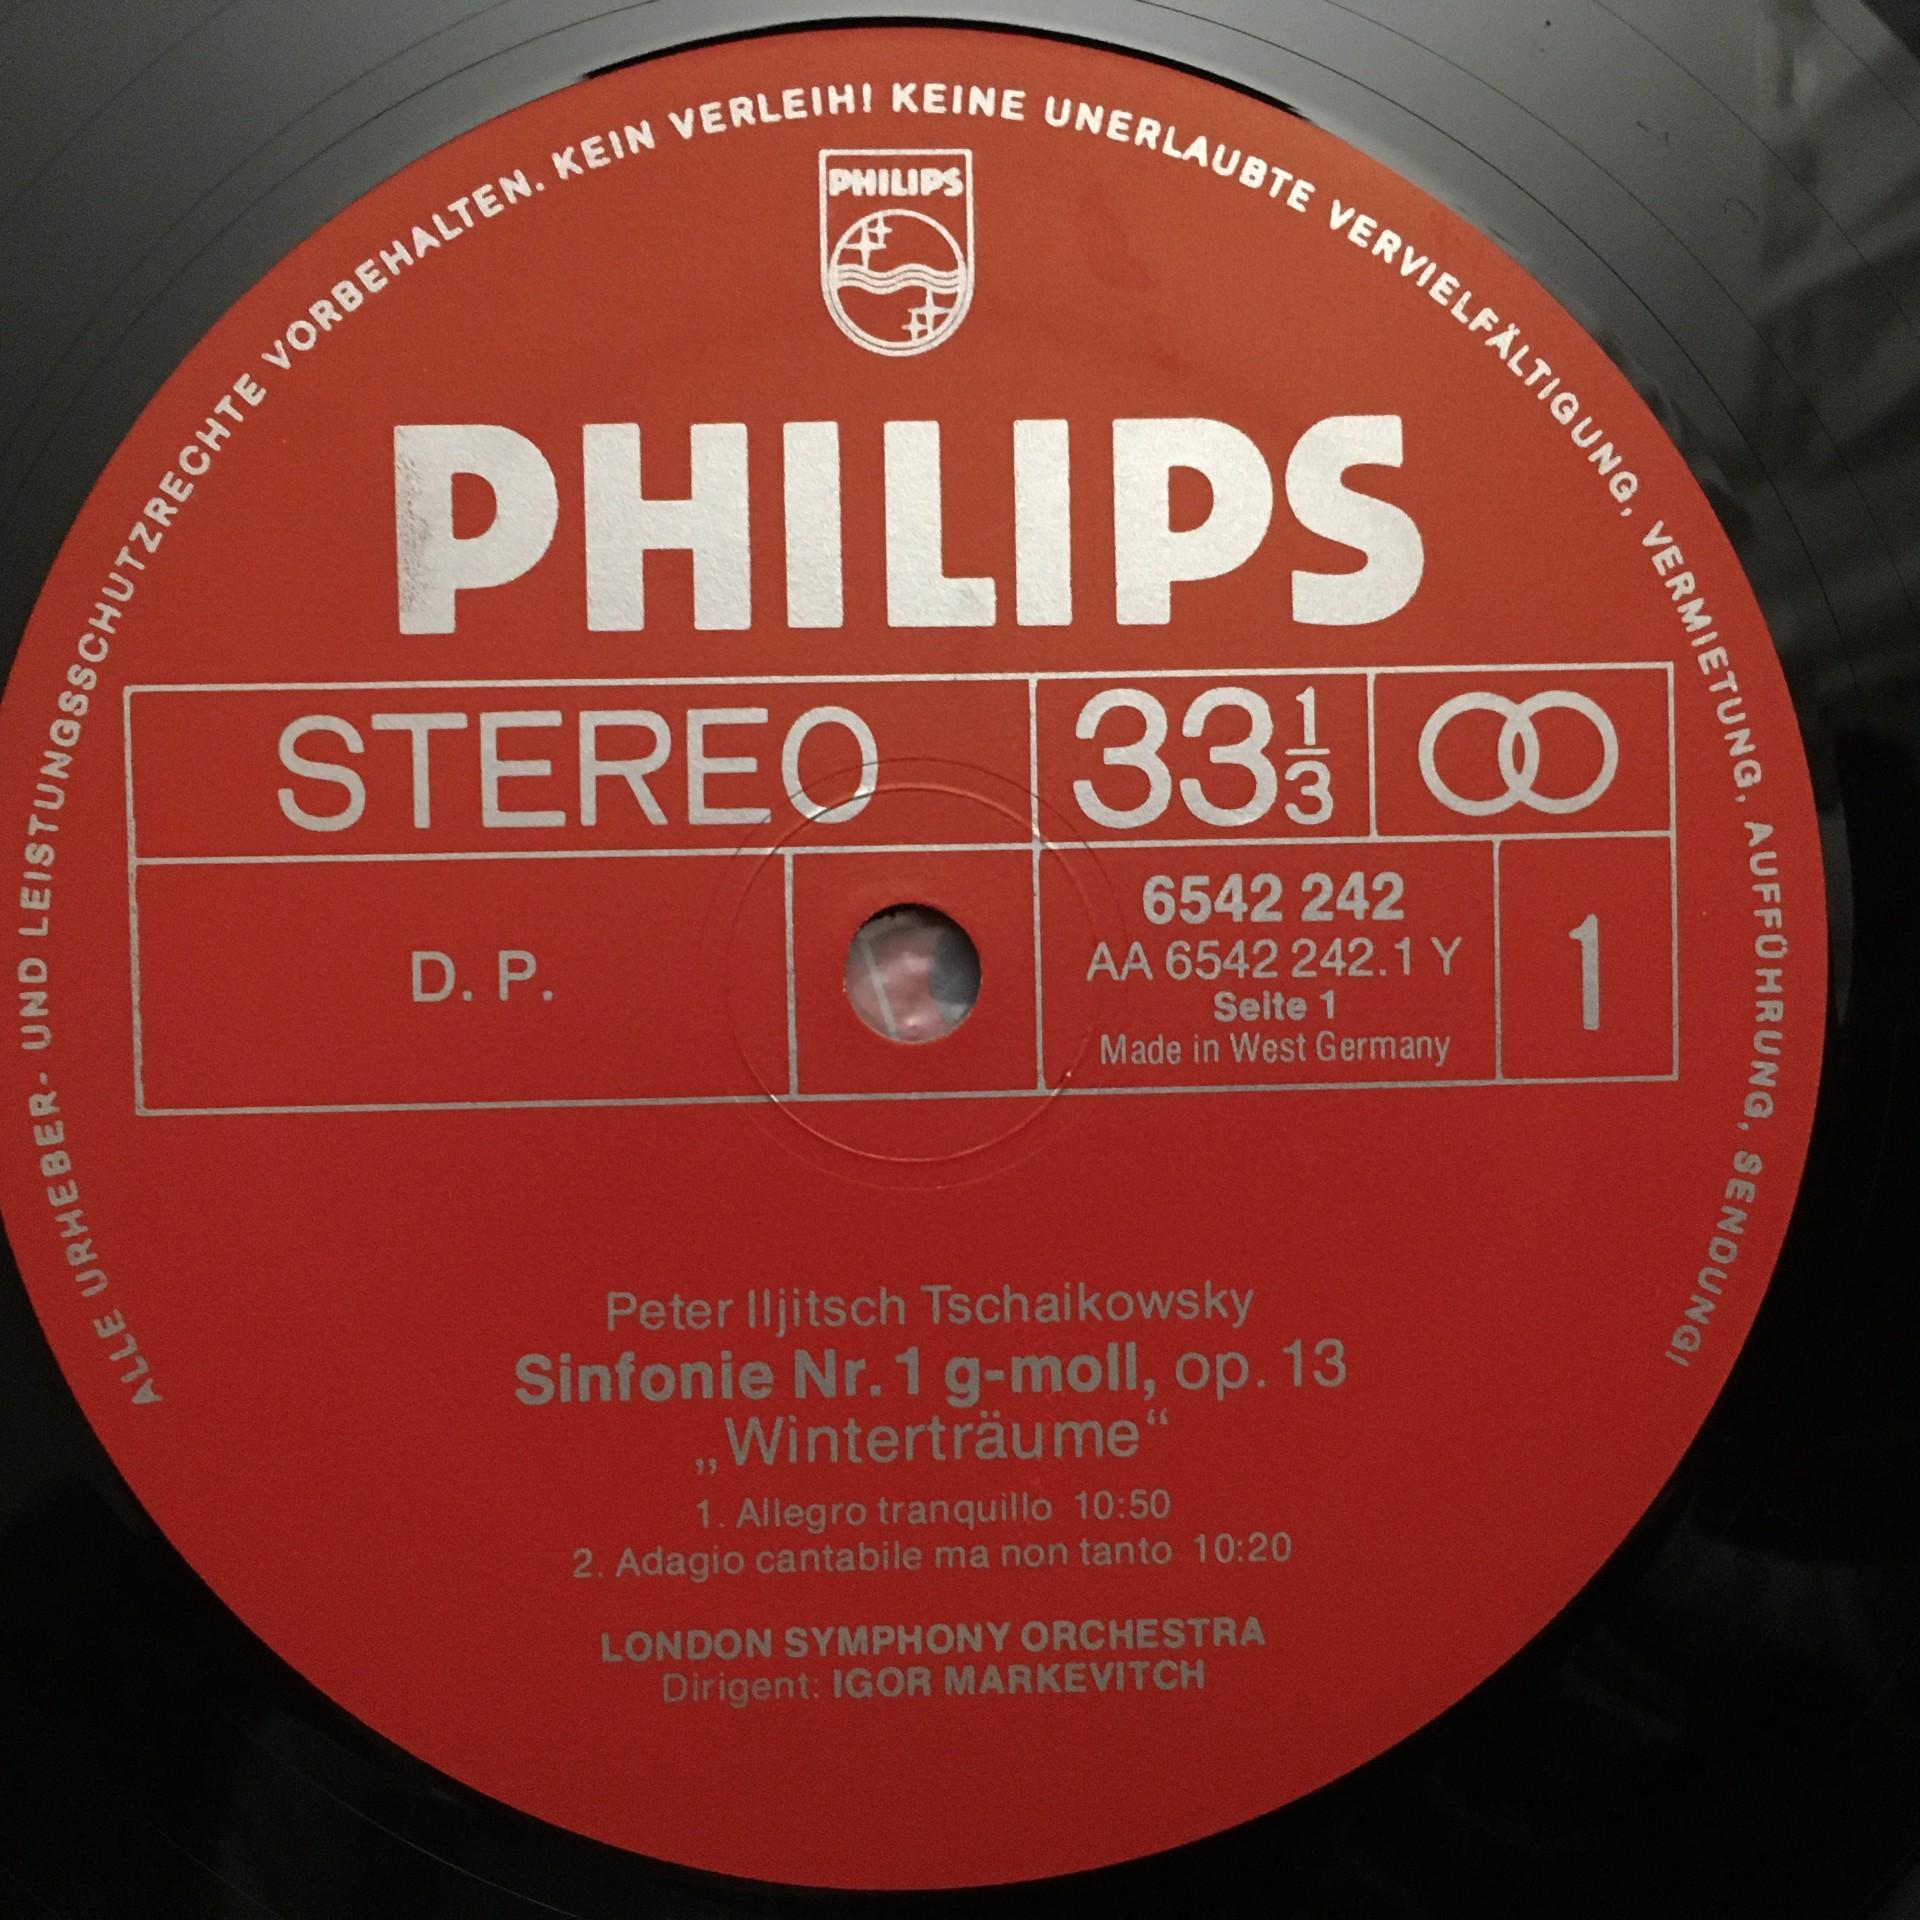 ALLE URHEBER- UND LEISTUNGSSCHUTZRECHTE VORBEHALTEN. KEIN VERLEIH! KEINE UNERLAUBTE VERVIELFÄLTIGUNG, VERMIETUNG, AUFFÜHRUNG, SENDUNG!
PHILIPS
PHILIPS
STEREO 33 1/3
D. P.
6542 242
AA 6542 242.1 Y
Seite 1
Made in West Germany
1
Peter Iljitsch Tschaikowsky
Sinfonie Nr. 1 g-moll, op. 13
„Winterträume“
1. Allegro tranquillo 10:50
2. Adagio cantabile ma non tanto 10:20
LONDON SYMPHONY ORCHESTRA
Dirigent: IGOR MARKEVITCH